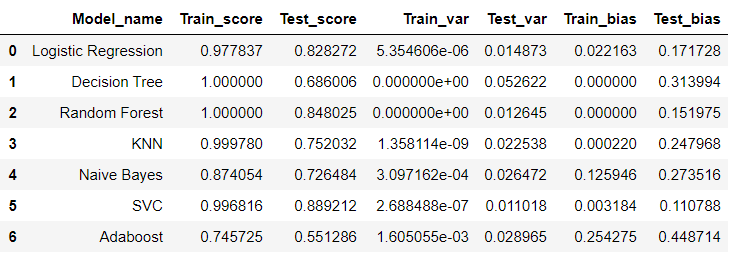 Model_name Train_score Test_score Train_var Test_var Train_bias Test_bias
0 Logistic Regression 0.977837 0.828272 5.354606e-06 0.014873 0.022163 0.171728
1 Decision Tree 1.000000 0.686006 0.000000e+00 0.052622 0.000000 0.313994
2 Random Forest 1.000000 0.848025 0.000000e+00 0.012645 0.000000 0.151975
3 KNN 0.999780 0.752032 1.358114e-09 0.022538 0.000220 0.247968
4 Naive Bayes 0.874054 0.726484 3.097162e-04 0.026472 0.125946 0.273516
5 SVC 0.996816 0.889212 2.688488e-07 0.011018 0.003184 0.110788
6 Adaboost 0.745725 0.551286 1.605055e-03 0.028965 0.254275 0.448714